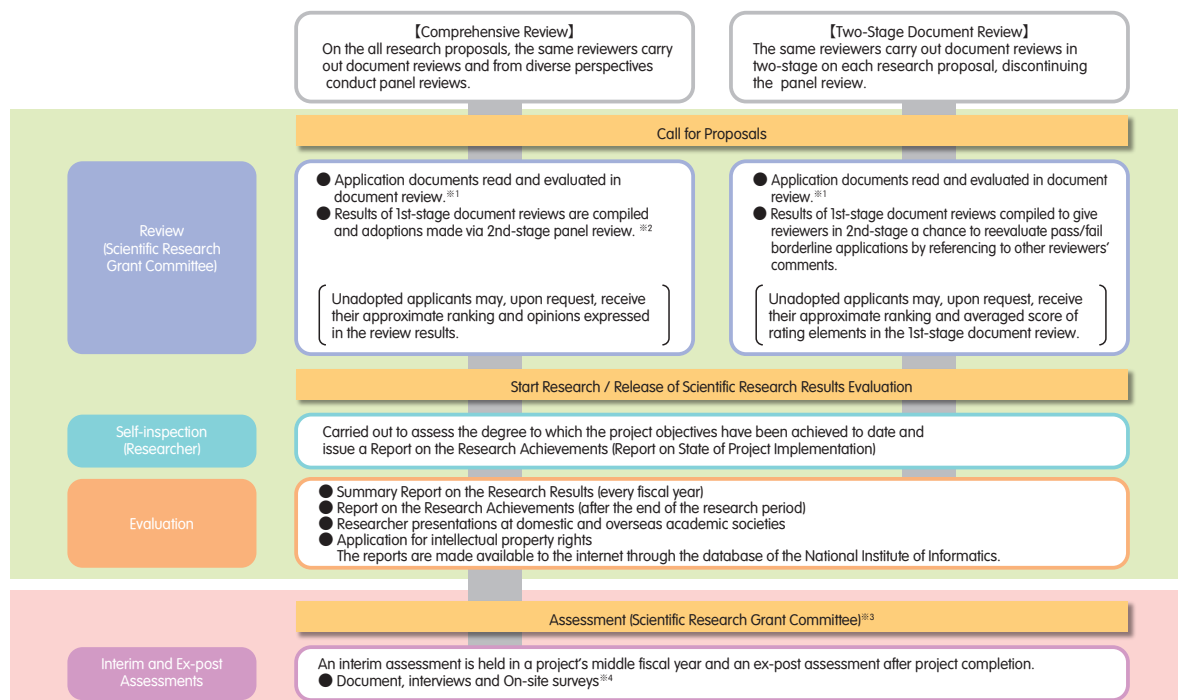 【Comprehensive Review】
On the all research proposals, the same reviewers carry
out document reviews and from diverse perspectives
conduct panel reviews.
【Two-Stage Document Review】
The same reviewers carry out document reviews in
two-stage on each research proposal, discontinuing
the panel review.
Call for Proposals
Review
(Scientific Research
Grant Committee)
● Application documents read and evaluated in
document review.※1
● Results of 1st-stage document reviews are compiled
and adoptions made via 2nd-stage panel review. ※2
Unadopted applicants may, upon request, receive
their approximate ranking and opinions expressed
in the review results.
● Application documents read and evaluated in document
review.※1
● Results of 1st-stage document reviews compiled to give
reviewers in 2nd-stage a chance to reevaluate pass/fail
borderline applications by referencing to other reviewers'
comments.
Unadopted applicants may, upon request, receive
their approximate ranking and averaged score of
rating elements in the 1st-stage document review.
Start Research / Release of Scientific Research Results Evaluation
Self-inspection
(Researcher)
Carried out to assess the degree to which the project objectives have been achieved to date and
issue a Report on the Research Achievements (Report on State of Project Implementation)
Evaluation
● Summary Report on the Research Results (every fiscal year)
● Report on the Research Achievements (after the end of the research period)
● Researcher presentations at domestic and overseas academic societies
● Application for intellectual property rights
The reports are made available to the internet through the database of the National Institute of Informatics.
Assessment (Scientific Research Grant Committee)※3
Interim and Ex-post
Assessments
An interim assessment is held in a project's middle fiscal year and an ex-post assessment after project completion.
● Document, interviews and On-site surveys※4